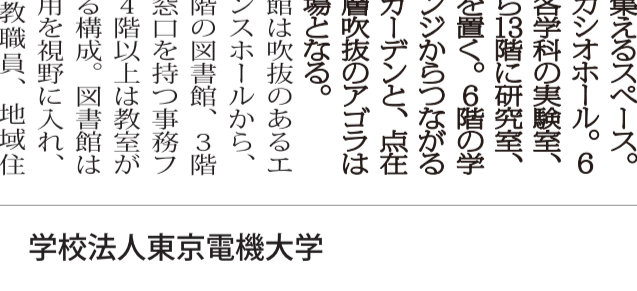 集えるスペース。
カシオホール。6
各学科の実験室、
ら13階に研究室、
を置く。6階の学
ンジからつながる
ガーデンと、点在
層吹抜のアゴラは
場となる。
館は吹抜のあるエ
ンスホールから、
階の図書館、3階
窓口を持つ事務フ
4階以上は教室が
る構成。図書館は
用を視野に入れ、
教職員、地域住
学校法人東京電機大学